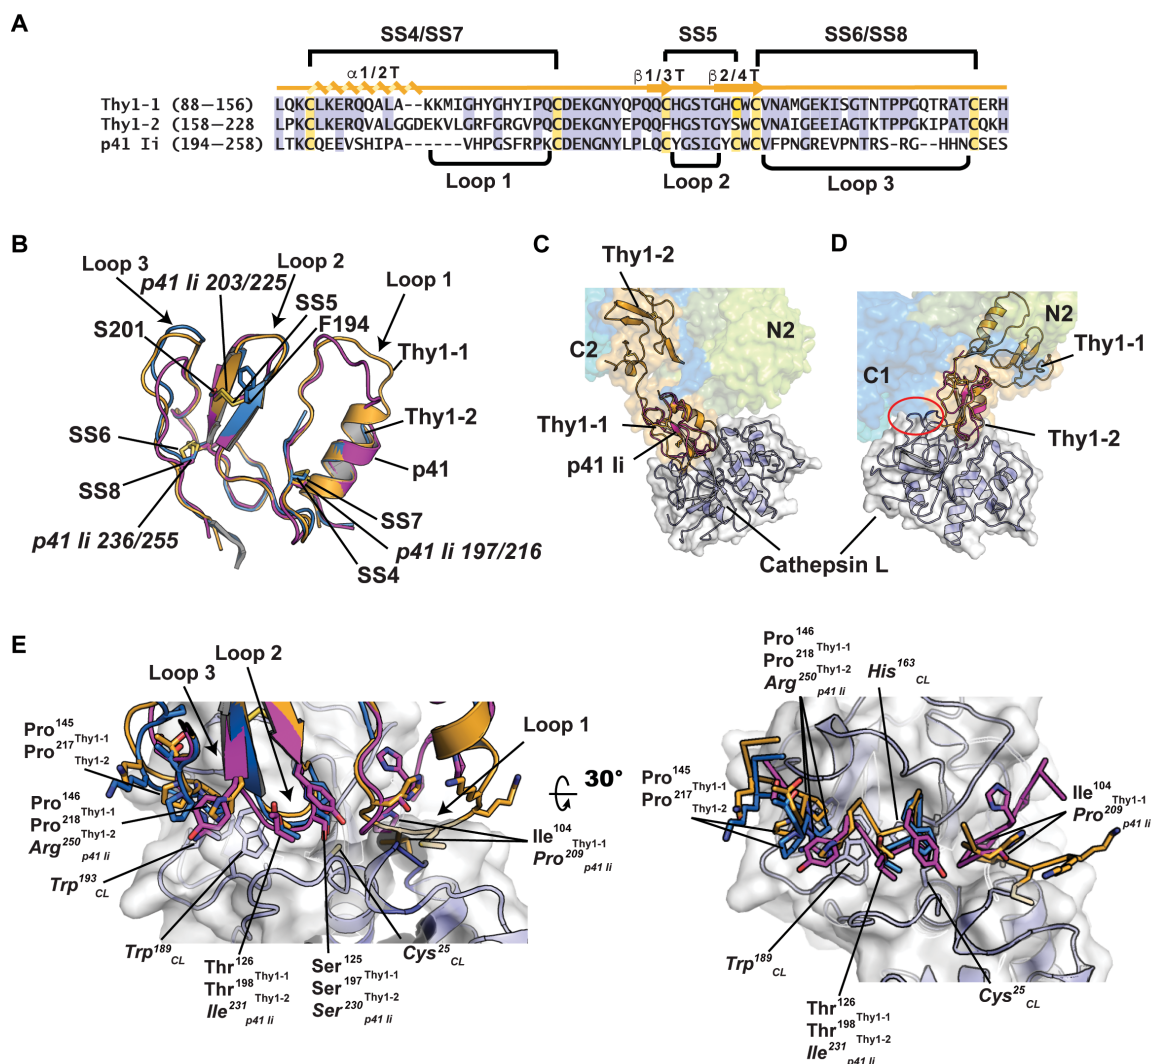 A
SS4/SS7 SS5 SS6/SS8
α1/2T β1/3T β2/4T
Thy1-1 (88–156) LQKCLKERQQALA--KKMIGHYGHYIPQCDEKGNYQPQQCHGSTGHCWCVNAMGEKISGTNTPPGQTRATCERH
Thy1-2 (158–228 LPKCLKERQVALGGDEKVLGRFGRGVPQCDEKGNYEPQQFHGSTGYSWCVNAIGEEIAGTKTPPGKIPATCQKH
p41 Ii (194–258) LTKCQEEVSHIPA------VHPGSFRPKCDENGNYLPLQCYGSIGYCWCVFPNGREVPNTRS-RG--HHNCSES
Loop 1 Loop 2 Loop 3
B
Loop 3 Loop 2
p41 Ii 203/225 Loop 1
SS5
S201 F194
Thy1-1
Thy1-2
SS6
p41
SS8
SS7
p41 Ii 236/255 p41 Ii 197/216
SS4
C
Thy1-2
N2
C2
Thy1-1
p41 Ii
D
N2
Thy1-1
C1
Thy1-2
Cathepsin L
E
Loop 2
Loop 3
Loop 1
Pro145 Thy1-1
Pro217 Thy1-2
Pro146 Thy1-1
Pro218 Thy1-2
Arg250 p41 Ii
Trp193 CL
Trp189 CL
Thr126 Thy1-1
Thr198 Thy1-2
Ile231 p41 Ii
Ser125 Thy1-1
Ser197 Thy1-2
Ser230 p41 Ii
Cys25 CL
Ile104 Thy1-1
Pro209 p41 Ii
30°
Pro146 Thy1-1
Pro218 Thy1-2
Arg250 p41 Ii
His163 CL
Pro145 Thy1-1
Pro217 Thy1-2
Ile104 Thy1-1
Pro209 p41 Ii
Trp189 CL
Cys25 CL
Thr126 Thy1-1
Thr198 Thy1-2
Ile231 p41 Ii